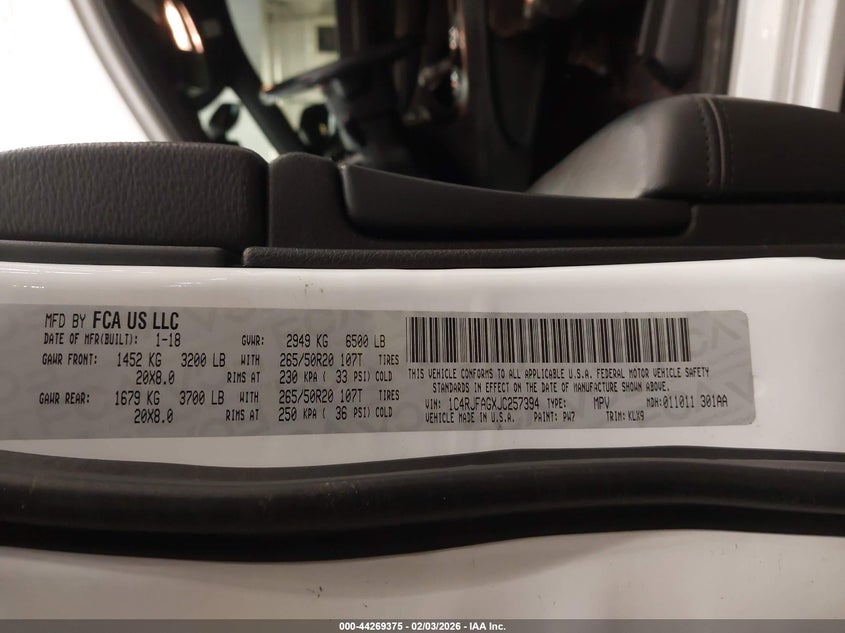 MFD BY FCA US LLC
DATE OF MFR(BUILT): 1-18 GVWR: 2949 KG 6500 LB
GAWR FRONT: 1452 KG 3200 LB WITH 265/50R20 107T TIRES
20X8.0 RIMS AT 230 KPA ( 33 PSI) COLD
GAWR REAR: 1679 KG 3700 LB WITH 265/50R20 107T TIRES
20X8.0 RIMS AT 250 KPA ( 36 PSI) COLD
THIS VEHICLE CONFORMS TO ALL APPLICABLE U.S.A. FEDERAL MOTOR VEHICLE SAFETY
STANDARDS IN EFFECT ON THE DATE OF MANUFACTURE SHOWN ABOVE.
VIN: 1C4RJFAGXJC257394 TYPE: MPV MDH: 011011 301AA
VEHICLE MADE IN U.S.A. PAINT: PW7 TRIM: KLX9
000-44269375 - 02/03/2026 - IAA Inc.